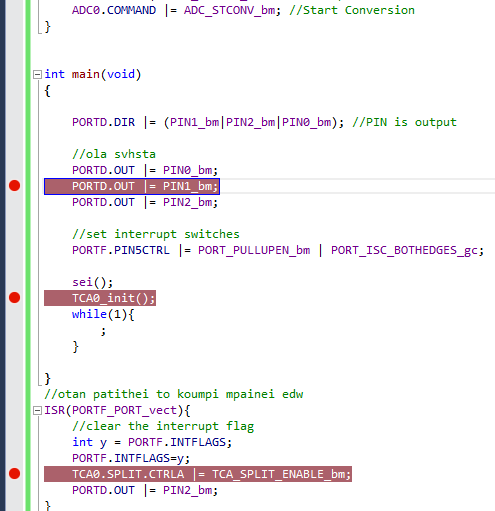 ADC0.COMMAND |= ADC_STCONV_bm; //Start Conversion
}
int main(void)
{
PORTD.DIR |= (PIN1_bm|PIN2_bm|PIN0_bm); //PIN is output
//ola svhsta
PORTD.OUT |= PIN0_bm;
PORTD.OUT |= PIN1_bm;
PORTD.OUT |= PIN2_bm;
//set interrupt switches
PORTF.PIN5CTRL |= PORT_PULLUPEN_bm | PORT_ISC_BOTHEDGES_gc;
sei();
TCA0_init();
while(1){
;
}
}
//otan patithei to koumpi mpainei edw
ISR(PORTF_PORT_vect){
//clear the interrupt flag
int y = PORTF.INTFLAGS;
PORTF.INTFLAGS=y;
TCA0.SPLIT.CTRLA |= TCA_SPLIT_ENABLE_bm;
PORTD.OUT |= PIN2_bm;
}